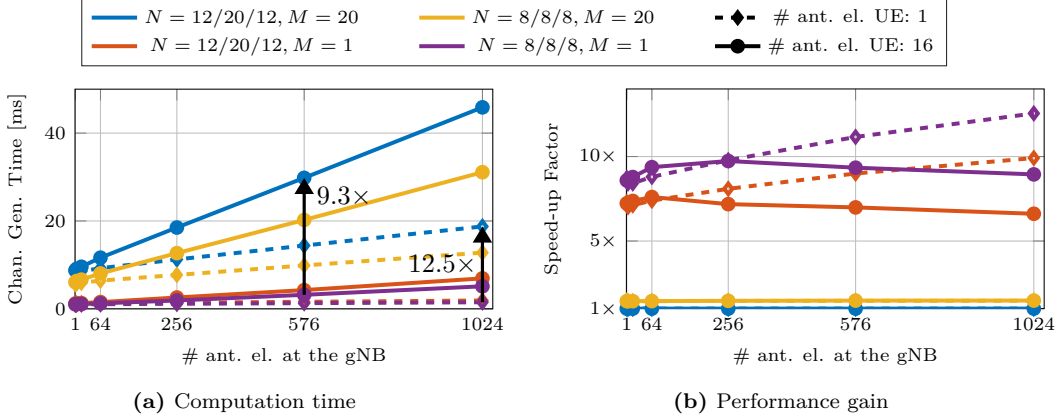 N = 12/20/12, M = 20
N = 8/8/8, M = 20
# ant. el. UE: 1
N = 12/20/12, M = 1
N = 8/8/8, M = 1
# ant. el. UE: 16
Chan. Gen. Time [ms]
40
20
0
9.3×
12.5×
1 64 256 576 1024
# ant. el. at the gNB
(a) Computation time
Speed-up Factor
10×
5×
1×
1 64 256 576 1024
# ant. el. at the gNB
(b) Performance gain